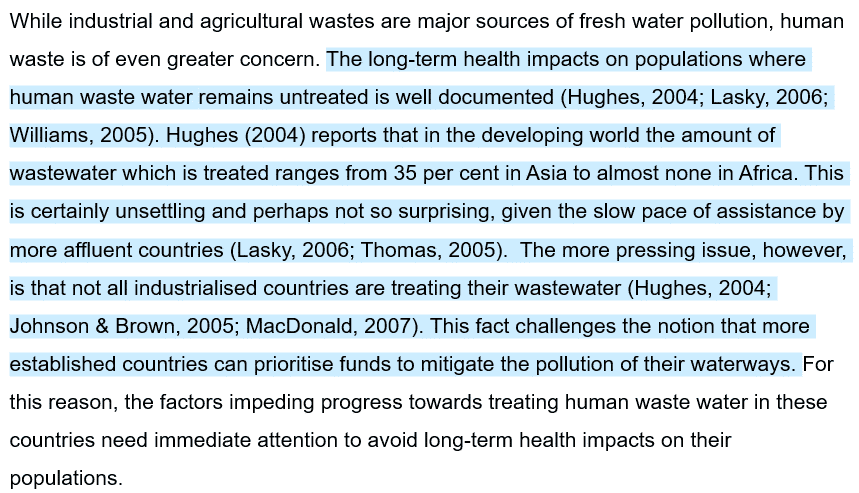 While industrial and agricultural wastes are major sources of fresh water pollution, human
waste is of even greater concern. The long-term health impacts on populations where
human waste water remains untreated is well documented (Hughes, 2004; Lasky, 2006;
Williams, 2005). Hughes (2004) reports that in the developing world the amount of
wastewater which is treated ranges from 35 per cent in Asia to almost none in Africa. This
is certainly unsettling and perhaps not so surprising, given the slow pace of assistance by
more affluent countries (Lasky, 2006; Thomas, 2005).  The more pressing issue, however,
is that not all industrialised countries are treating their wastewater (Hughes, 2004;
Johnson & Brown, 2005; MacDonald, 2007). This fact challenges the notion that more
established countries can prioritise funds to mitigate the pollution of their waterways. For
this reason, the factors impeding progress towards treating human waste water in these
countries need immediate attention to avoid long-term health impacts on their
populations.